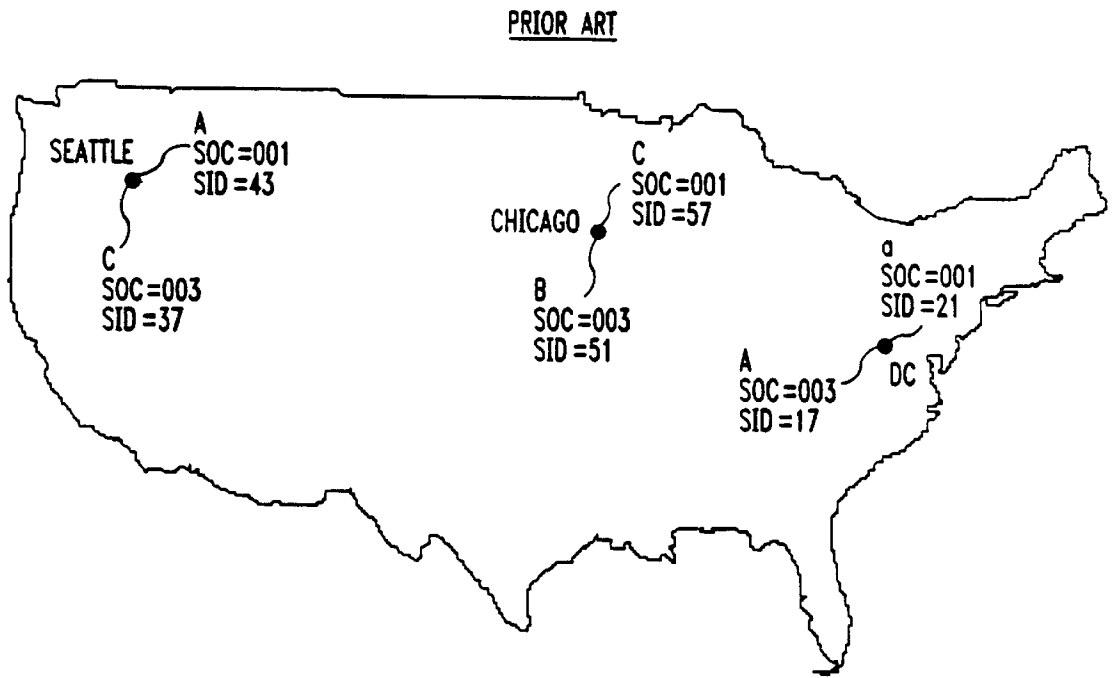 PRIOR ART
A
SEATTLE
SOC=001
SID=43
C
SOC=003
SID=37
C
SOC=001
SID=57
CHICAGO
B
SOC=003
SID=51
a
SOC=001
SID=21
DC
A
SOC=003
SID=17